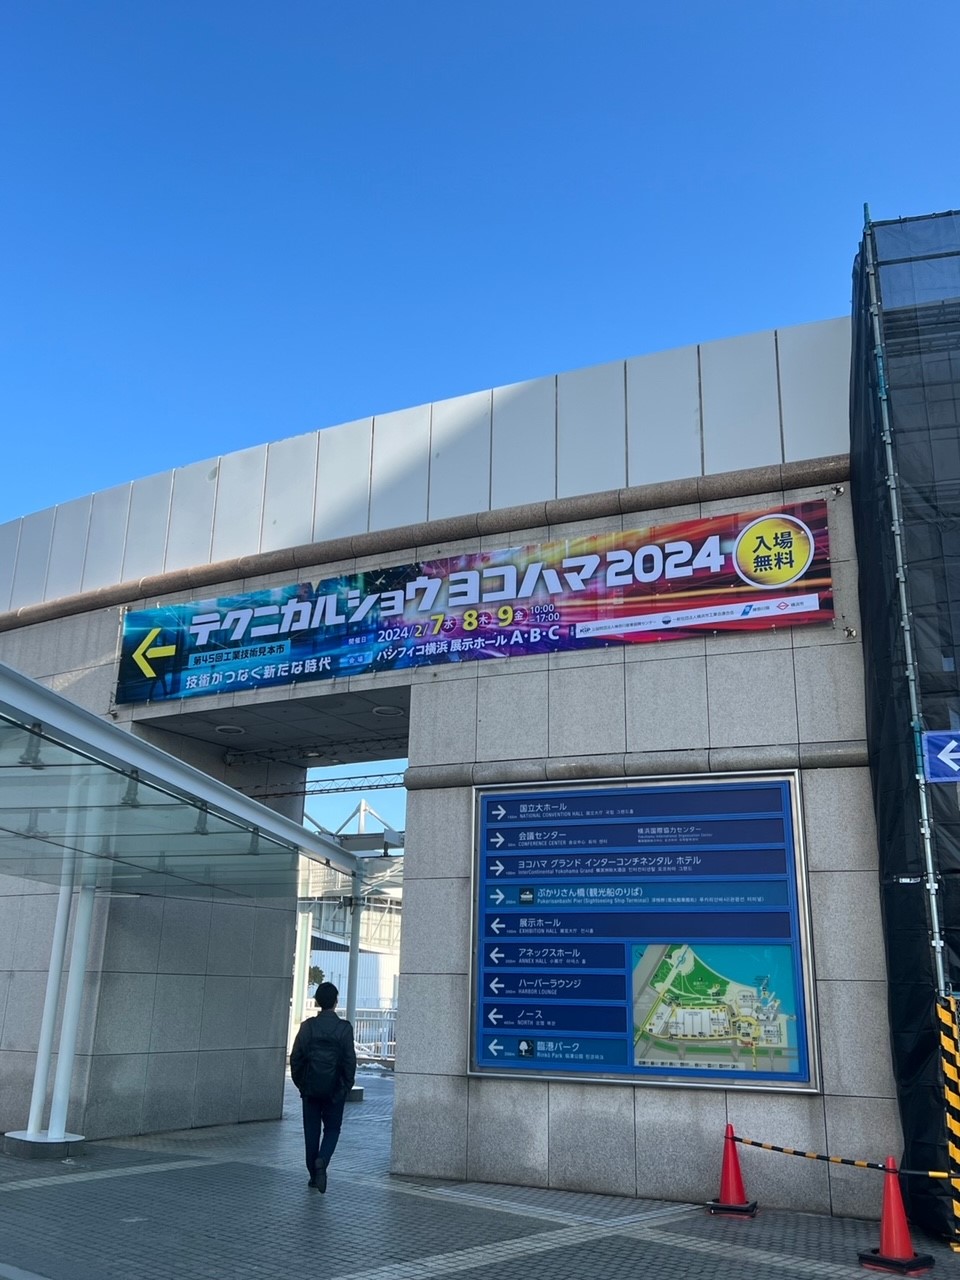 テクニカルショウヨコハマ2024
入場
無料
第45回工業技術見本市
技術がつなぐ新たな時代
開催日 2024/2/7水 8木 9金 10:00
–17:00
会場 パシフィコ横浜 展示ホール A・B・C
国立大ホール
NATIONAL CONVENTION HALL
会議センター
CONFERENCE CENTER
横浜国際協力センター
ヨコハマ グランド インターコンチネンタル ホテル
InterContinental Yokohama Grand
ぷかりさん橋(観光船のりば)
Pukarisanbashi Pier (Sightseeing Ship Terminal)
展示ホール
EXHIBITION HALL
アネックスホール
ANNEX HALL
ハーバーラウンジ
HARBOR LOUNGE
ノース
NORTH
臨港パーク
Rinkō Park